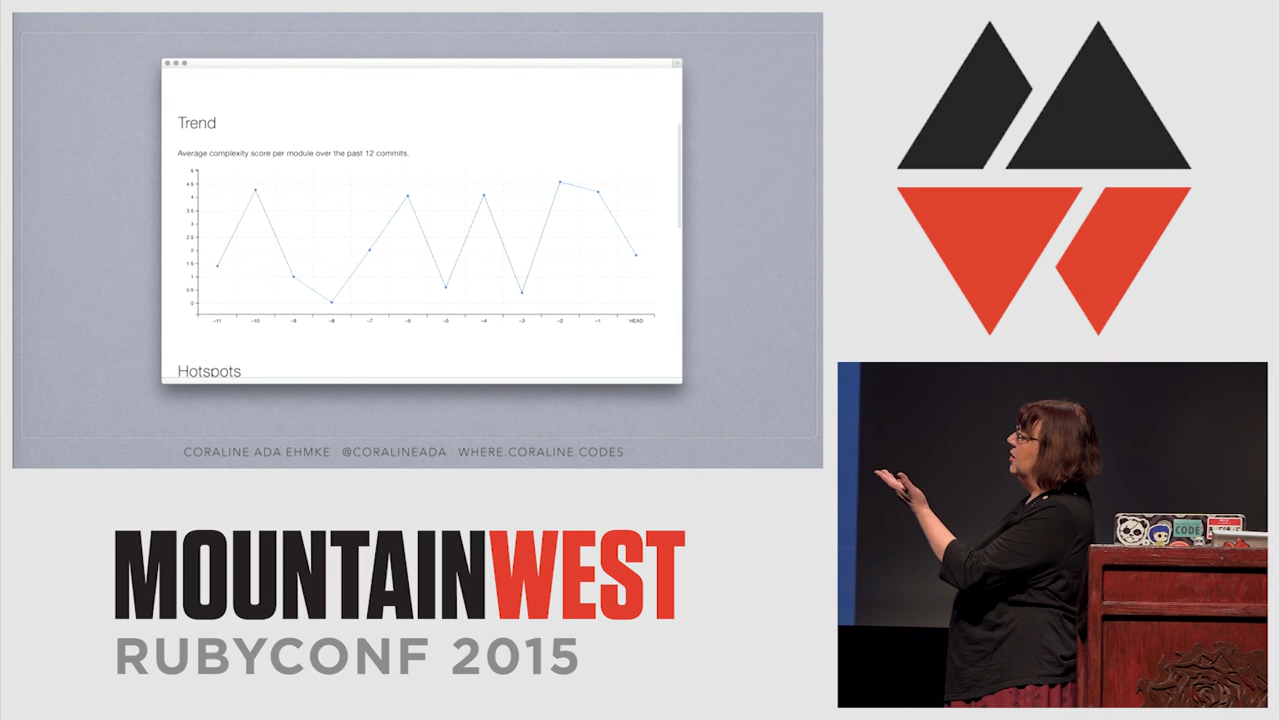 Trend
Average complexity score per module over the past 12 commits.
5
4.5
4
3.5
3
2.5
2
1.5
1
0.5
0
-11 -10 -9 -8 -7 -6 -5 -4 -3 -2 -1 HEAD
Hotspots
CORALINE ADA EHMKE | @CORALINEADA WHERE.CORALINE.CODES
CODE
MOUNTAINWEST
RUBYCONF 2015